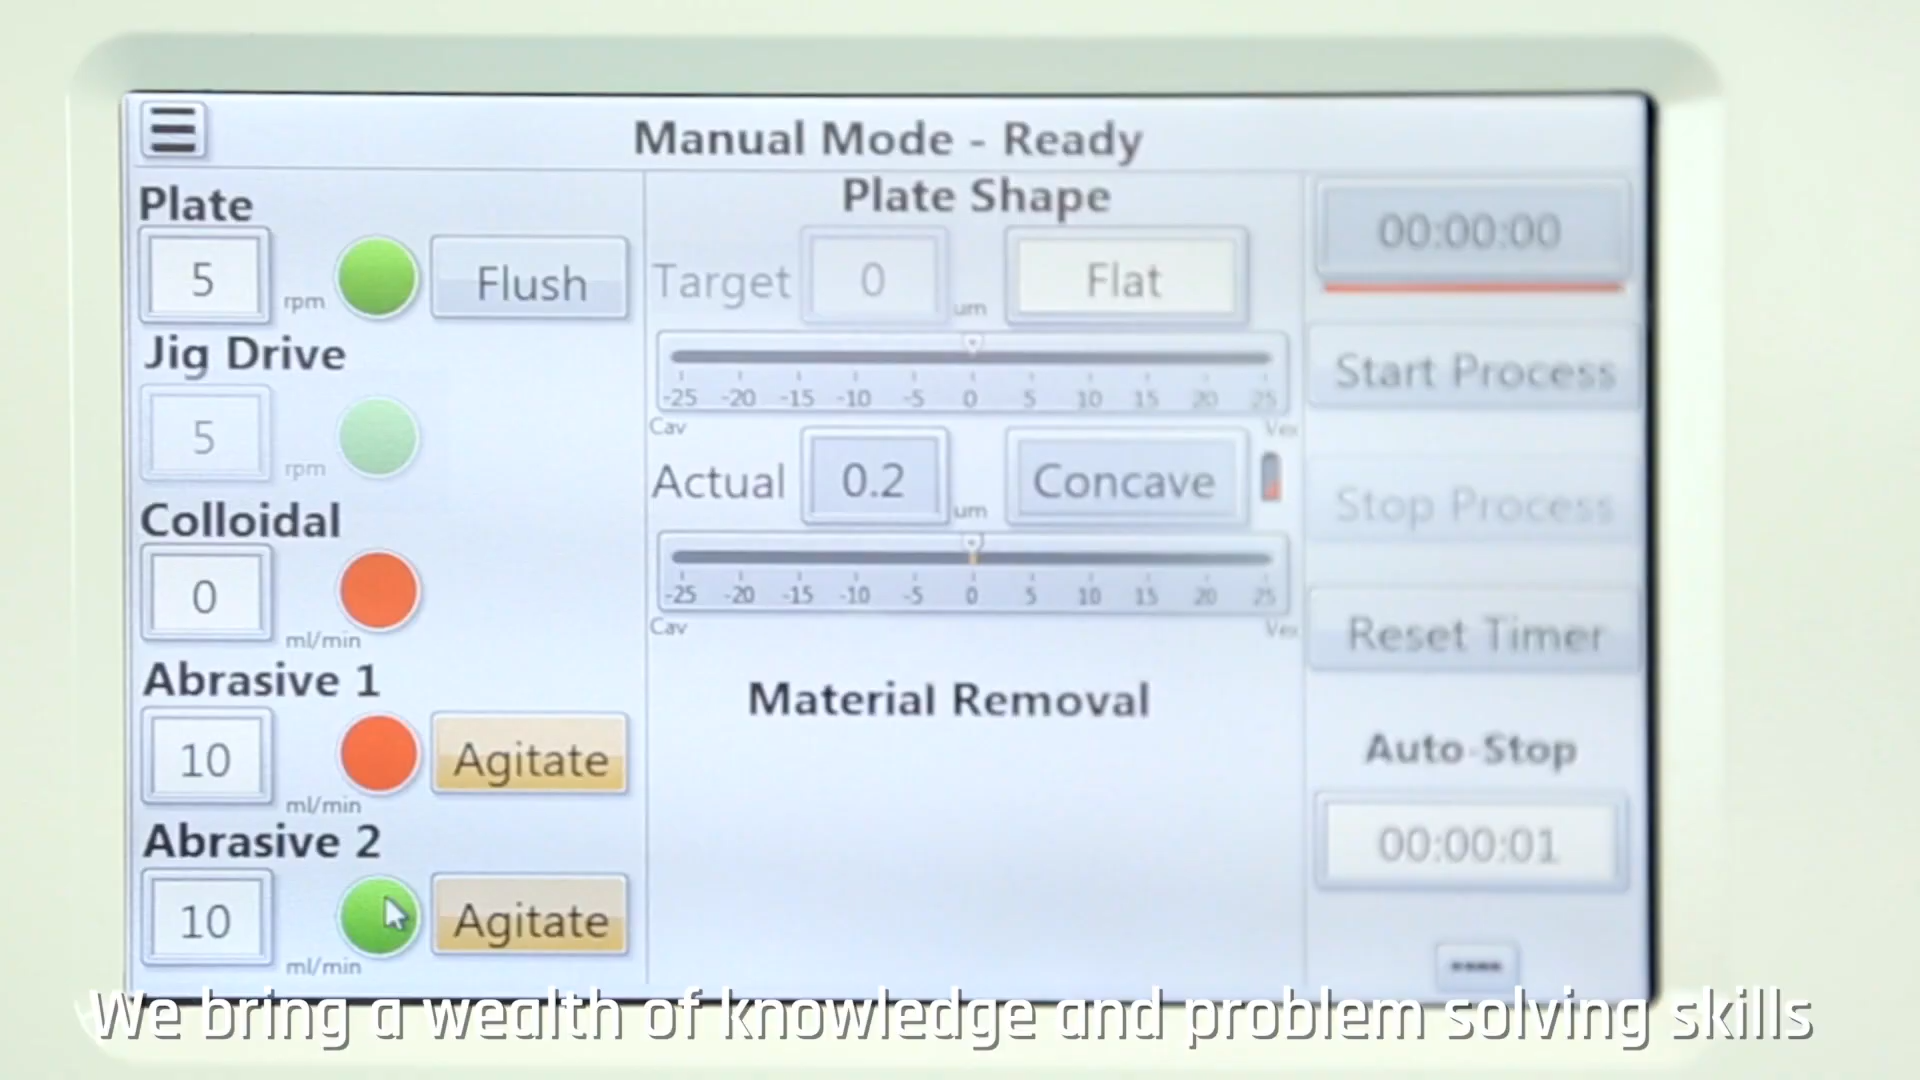 Manual Mode - Ready
Plate
5 rpm
Flush
Jig Drive
5 rpm
Colloidal
0 ml/min
Abrasive 1
10 ml/min
Agitate
Abrasive 2
10 ml/min
Agitate
Plate Shape
Target 0 um Flat
-25 -20 -15 -10 -5 0 5 10 15 20 25
Cav Vex
Actual 0.2 um Concave
-25 -20 -15 -10 -5 0 5 10 15 20 25
Cav Vex
Material Removal
00:00:00
Start Process
Stop Process
Reset Timer
Auto-Stop
00:00:01
----
We bring a wealth of knowledge and problem solving skills